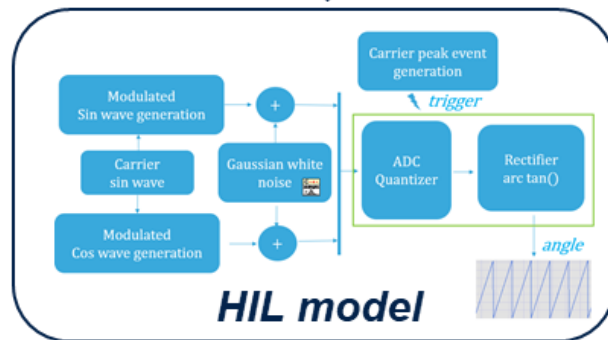 Carrier peak event
generation
trigger
Modulated
Sin wave generation
+
Carrier
sin wave
Gaussian white
noise
ADC
Quantizer
Rectifier
arc tan()
Modulated
Cos wave generation
+
angle
HIL model